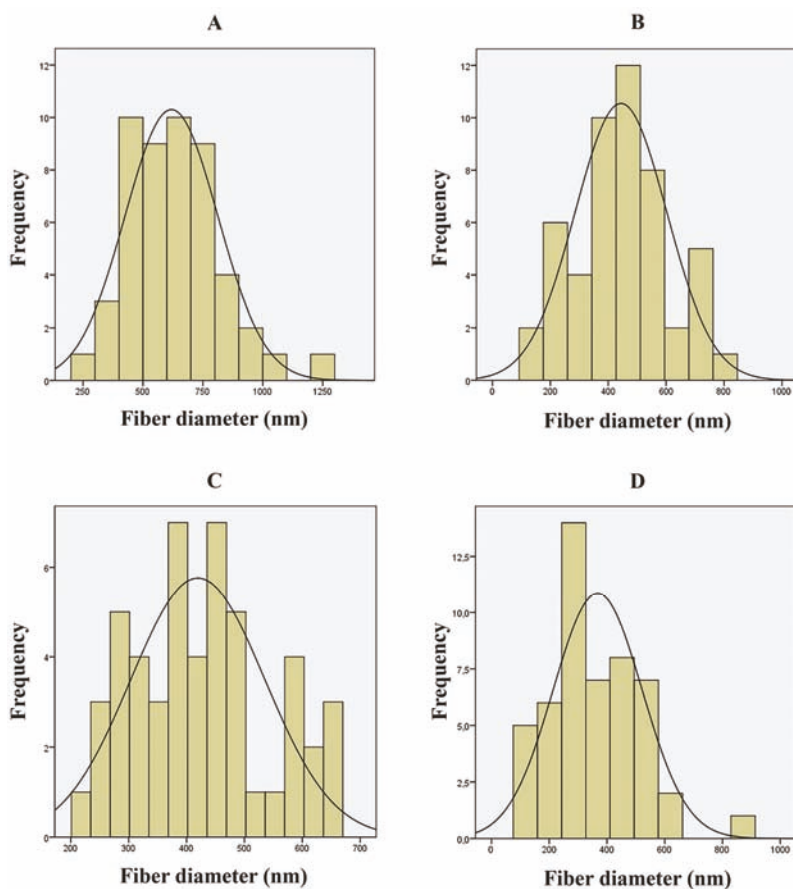 A
Frequency
12
10
8
6
4
2
0
250 500 750 1000 1250
Fiber diameter (nm)
B
Frequency
12
10
8
6
4
2
0
0 200 400 600 800 1000
Fiber diameter (nm)
C
Frequency
6
4
2
0
200 300 400 500 600 700
Fiber diameter (nm)
D
Frequency
12,5
10,0
7,5
5,0
2,5
0,0
0 200 400 600 800 1000
Fiber diameter (nm)